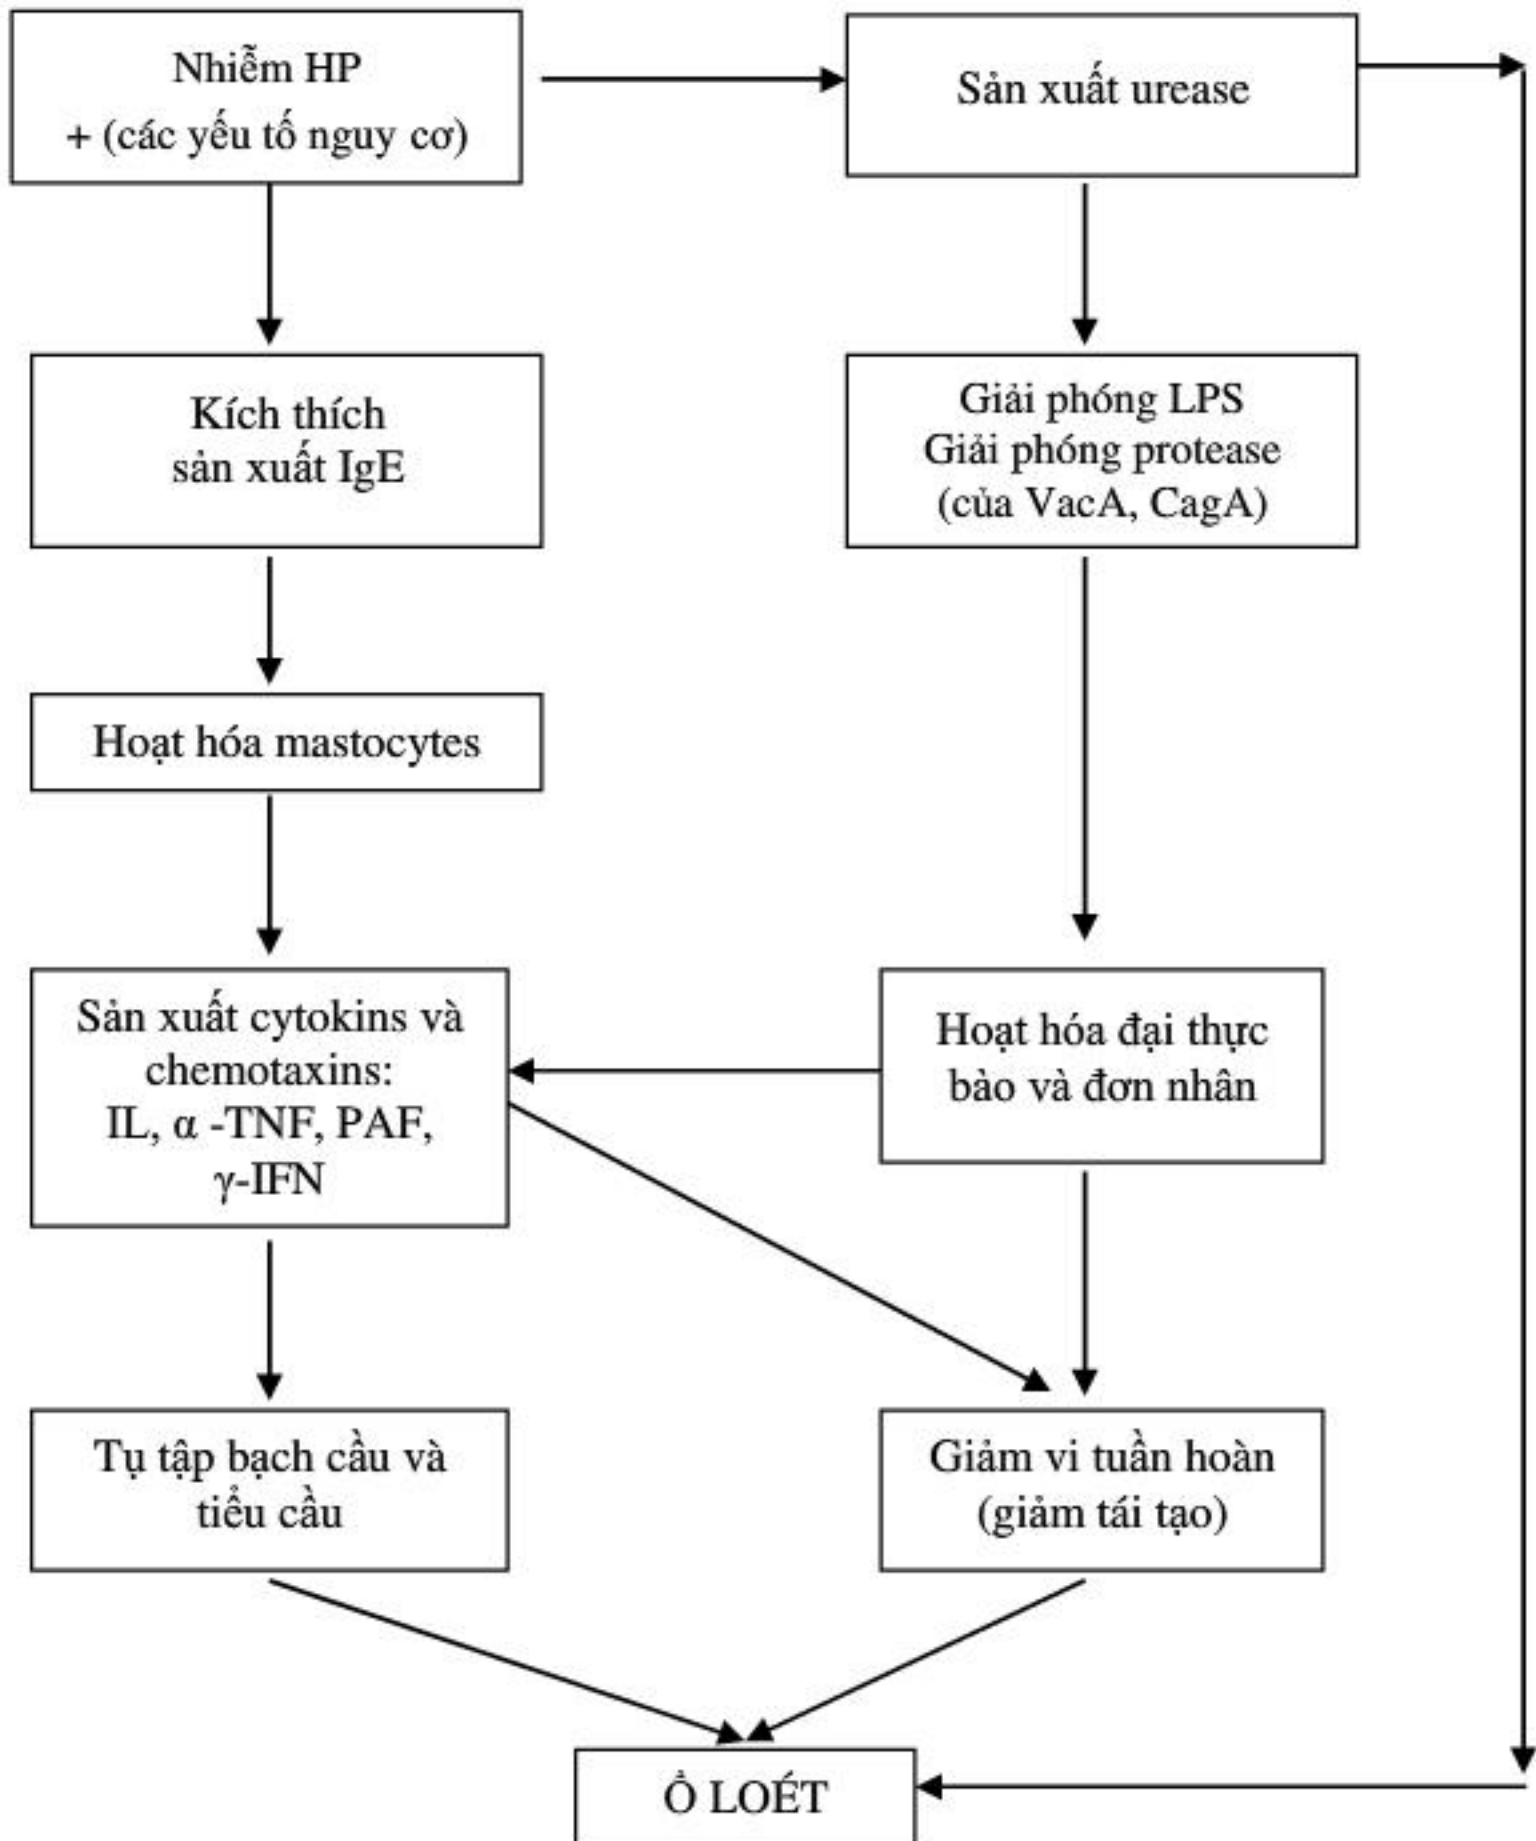 Nhiễm HP
+ (các yếu tố nguy cơ)
Sản xuất urease
Kích thích
sản xuất IgE
Giải phóng LPS
Giải phóng protease
(của VacA, CagA)
Hoạt hóa mastocytes
Sản xuất cytokins và
chemotaxins:
IL, α -TNF, PAF,
γ-IFN
Hoạt hóa đại thực
bào và đơn nhân
Tụ tập bạch cầu và
tiểu cầu
Giảm vi tuần hoàn
(giảm tái tạo)
Ổ LOÉT